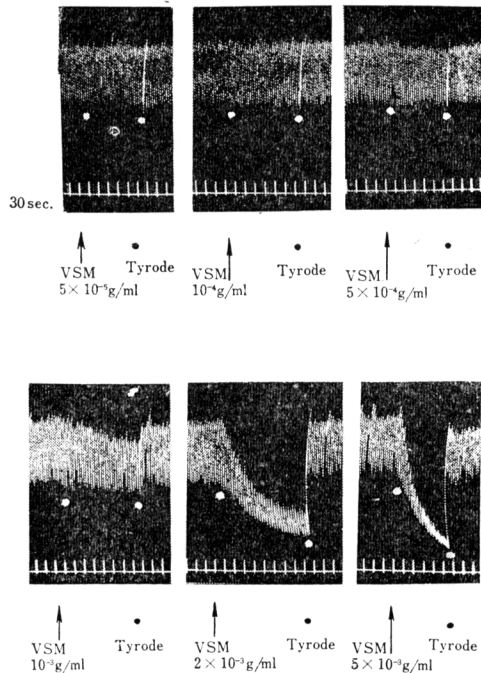 30 sec.
VSM Tyrode
5 × 10⁻⁵g/ml
VSM Tyrode
10⁻⁴g/ml
VSM Tyrode
5 × 10⁻⁴g/ml
VSM Tyrode
10⁻³g/ml
VSM Tyrode
2 × 10⁻³g/ml
VSM Tyrode
5 × 10⁻³g/ml